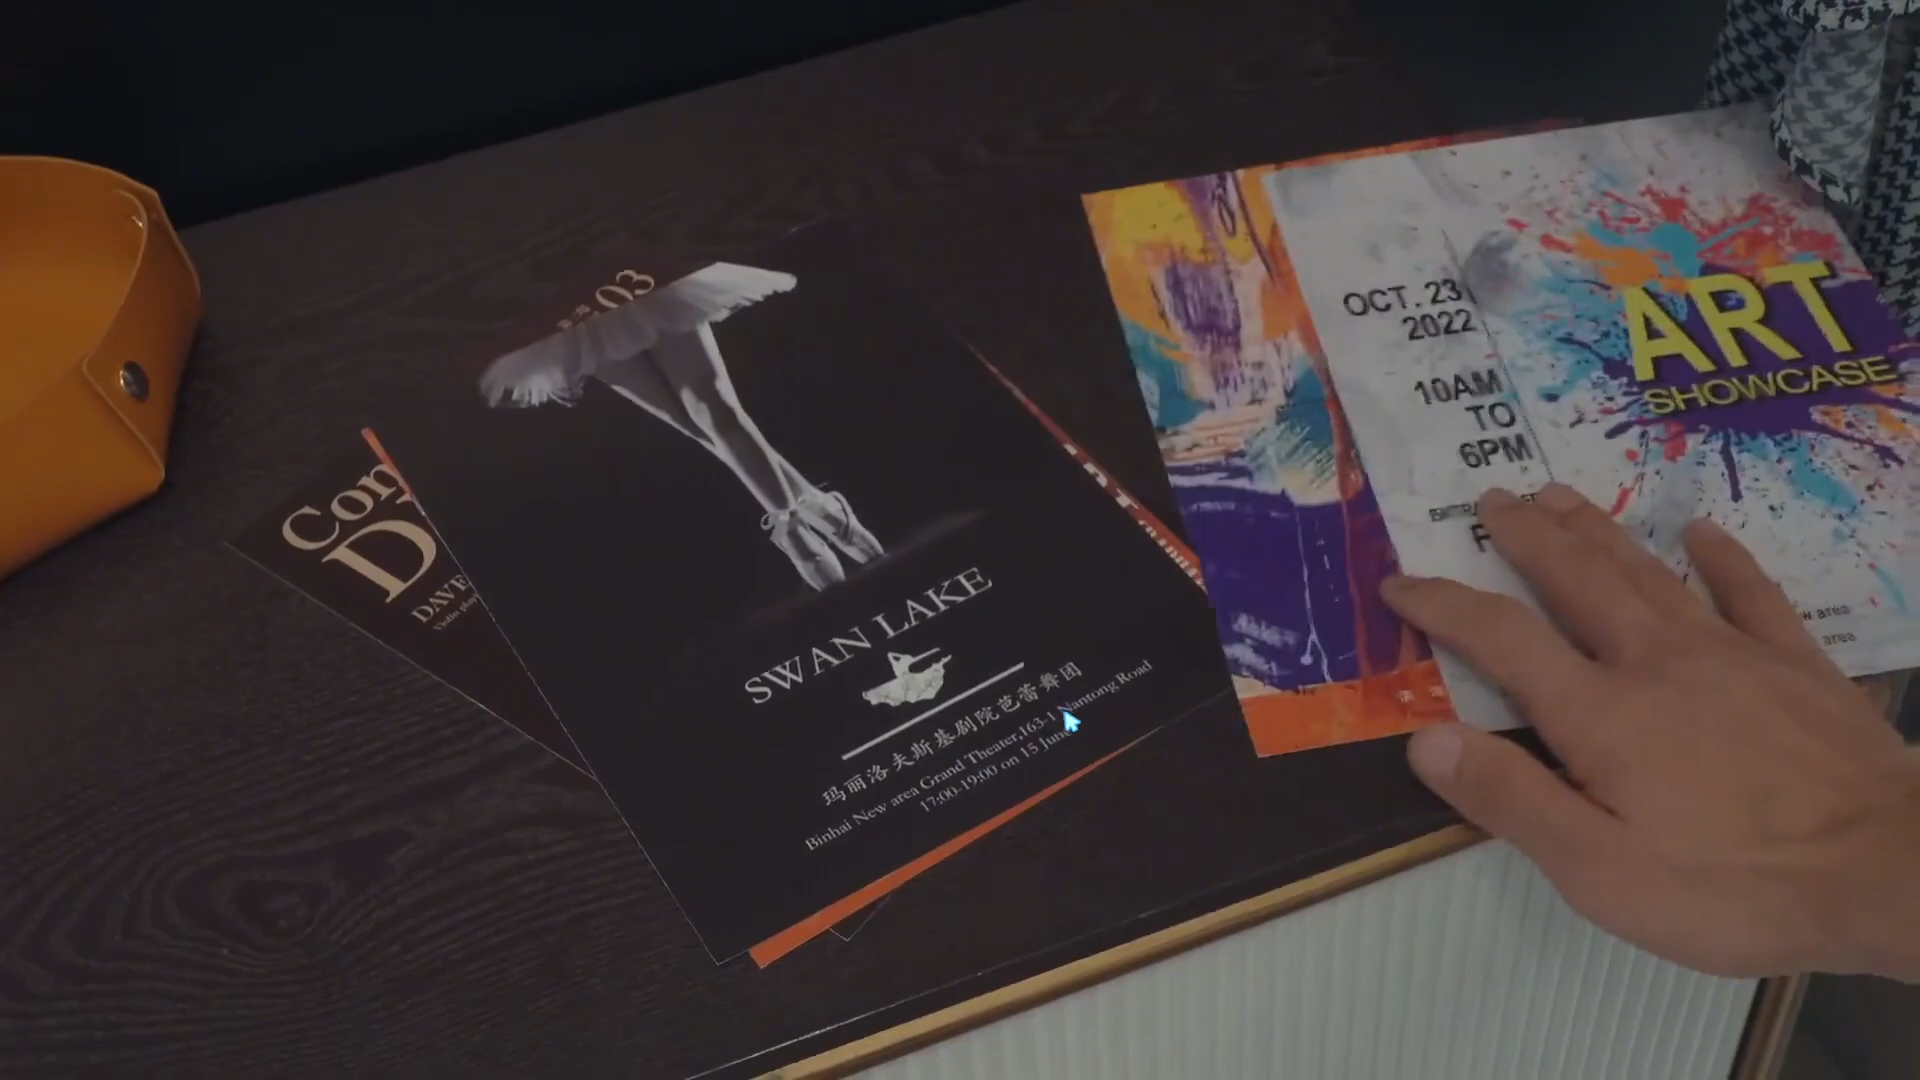 03
Con
D
DAVE
SWAN LAKE
玛丽洛夫斯基剧院芭蕾舞团
Binhai New area Grand Theater,163-1 Nantong Road
17:00-19:00 on 15 June
OCT. 23
2022
10AM
TO
6PM
ART
SHOWCASE
area
area